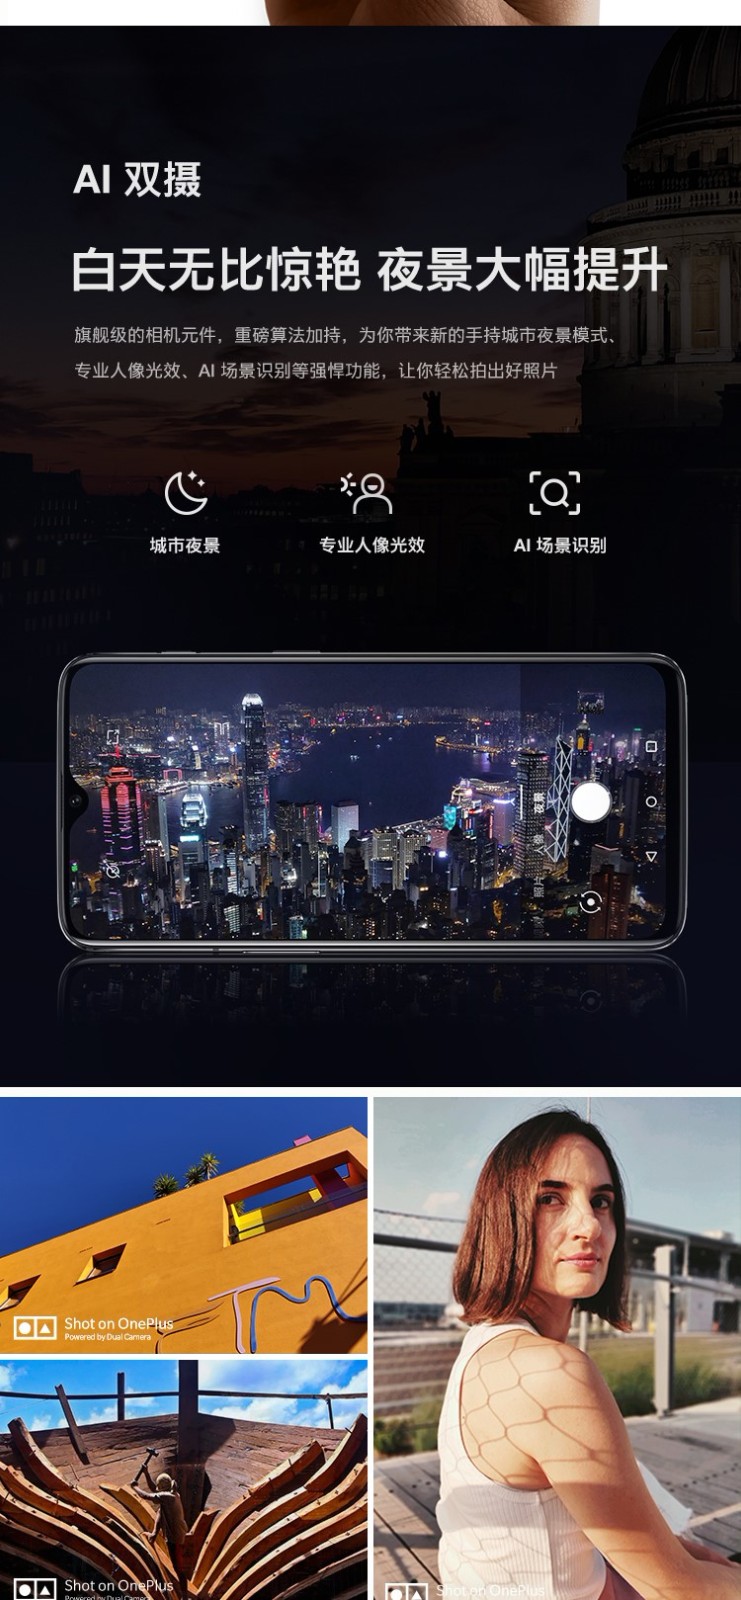 AI 双摄
白天无比惊艳 夜景大幅提升
旗舰级的相机元件，重磅算法加持，为你带来新的手持城市夜景模式、
专业人像光效、AI 场景识别等强悍功能，让你轻松拍出好照片
城市夜景
专业人像光效
AI 场景识别
Shot on OnePlus
Powered by Dual Camera
Shot on OnePlus
Powered by Dual Camera
Shot on OnePlus